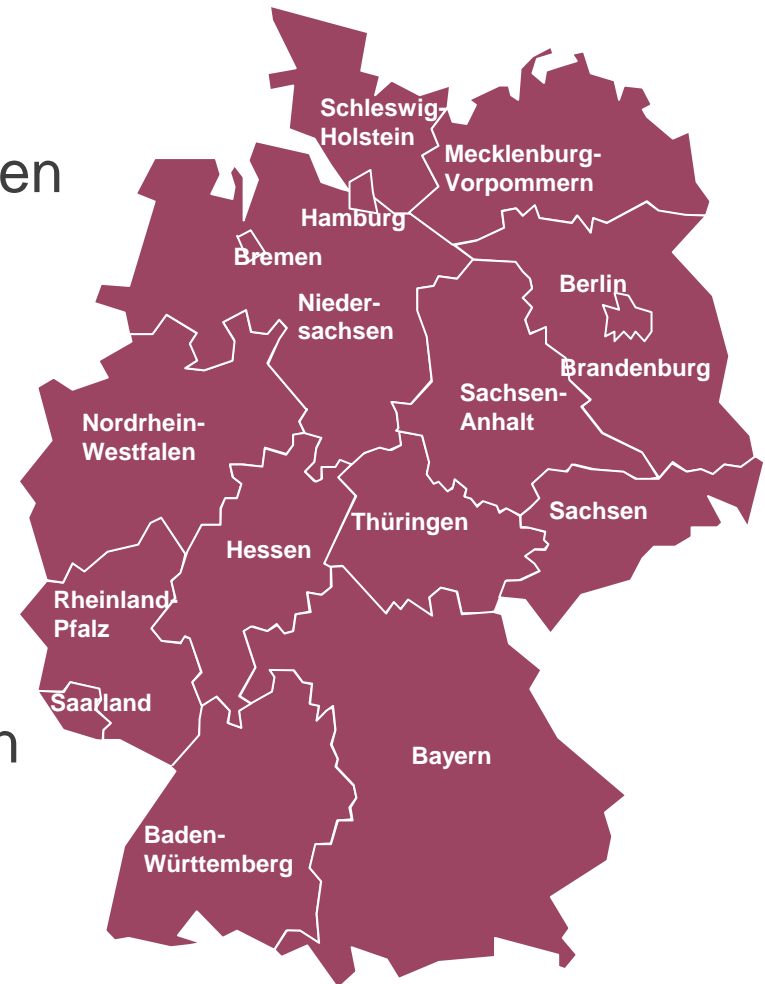 Schleswig-
Holstein
en
Mecklenburg-
Vorpommern
Hamburg
Bremen
Berlin
Nieder-
sachsen
Brandenburg
Sachsen-
Anhalt
Nordrhein-
Westfalen
Sachsen
Thüringen
Hessen
Rheinland-
Pfalz
Saarland
n
Bayern
Baden-
Württemberg